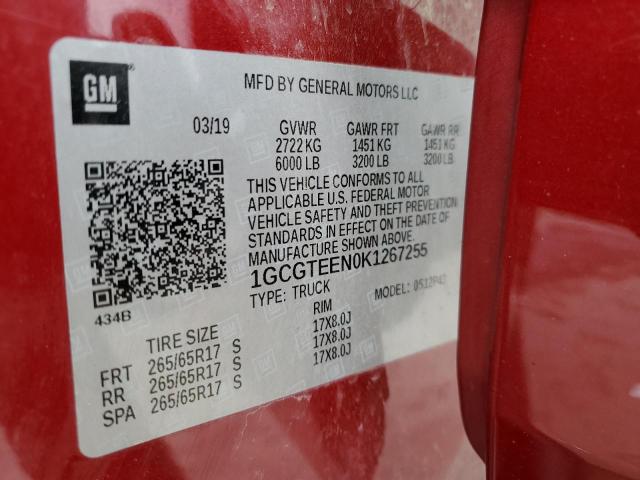 GM
MFD BY GENERAL MOTORS LLC
03/19 GVWR GAWR FRT GAWR RR
2722 KG 1451 KG 1451 KG
6000 LB 3200 LB 3200 LB
THIS VEHICLE CONFORMS TO ALL
APPLICABLE U.S. FEDERAL MOTOR
VEHICLE SAFETY AND THEFT PREVENTION
STANDARDS IN EFFECT ON THE DATE OF
MANUFACTURE SHOWN ABOVE.
1GCGTEEN0K1267255
TYPE: TRUCK MODEL:
434B
TIRE SIZE RIM
FRT 265/65R17 S 17X8.0J
RR 265/65R17 S 17X8.0J
SPA 265/65R17 S 17X8.0J